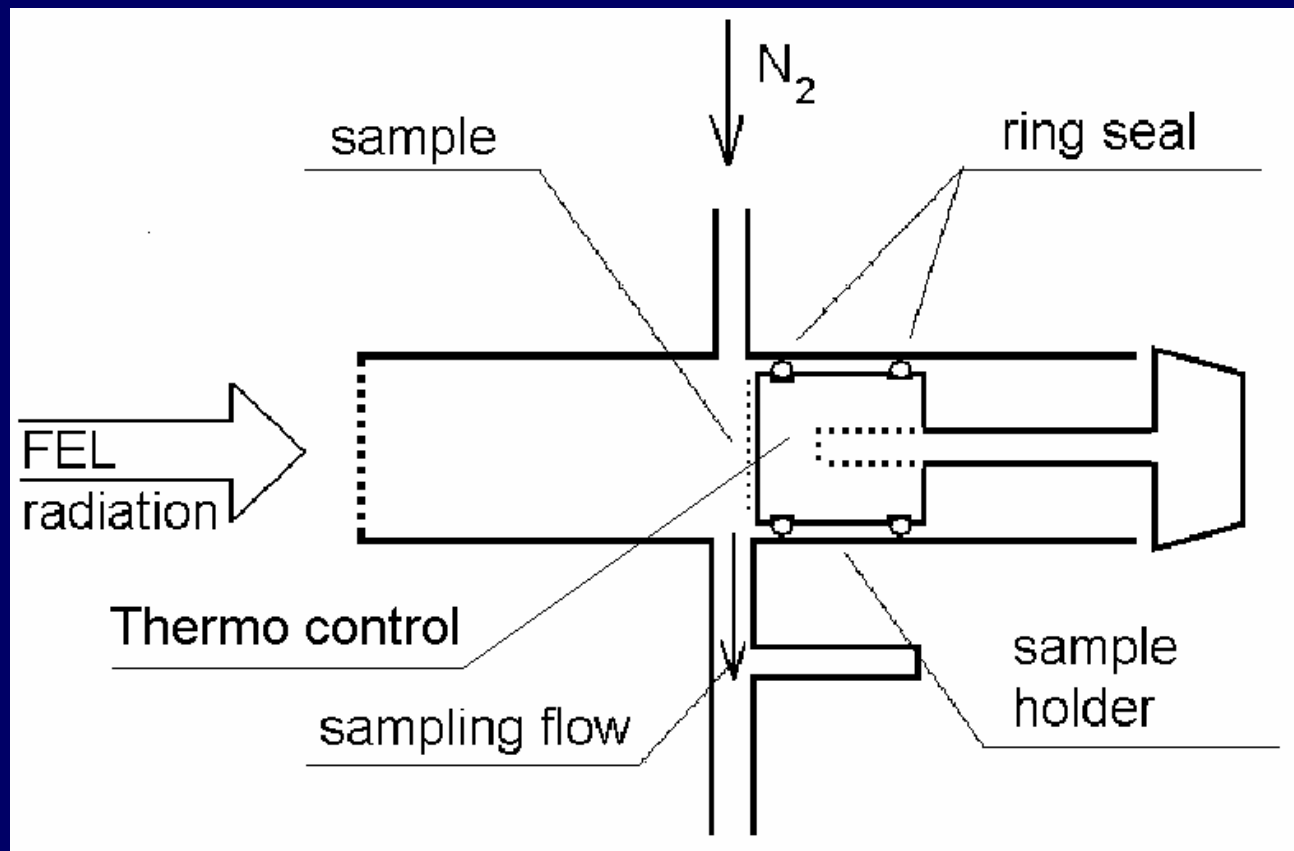 N2
sample
ring seal
FEL
radiation
Thermo control
sampling flow
sample
holder